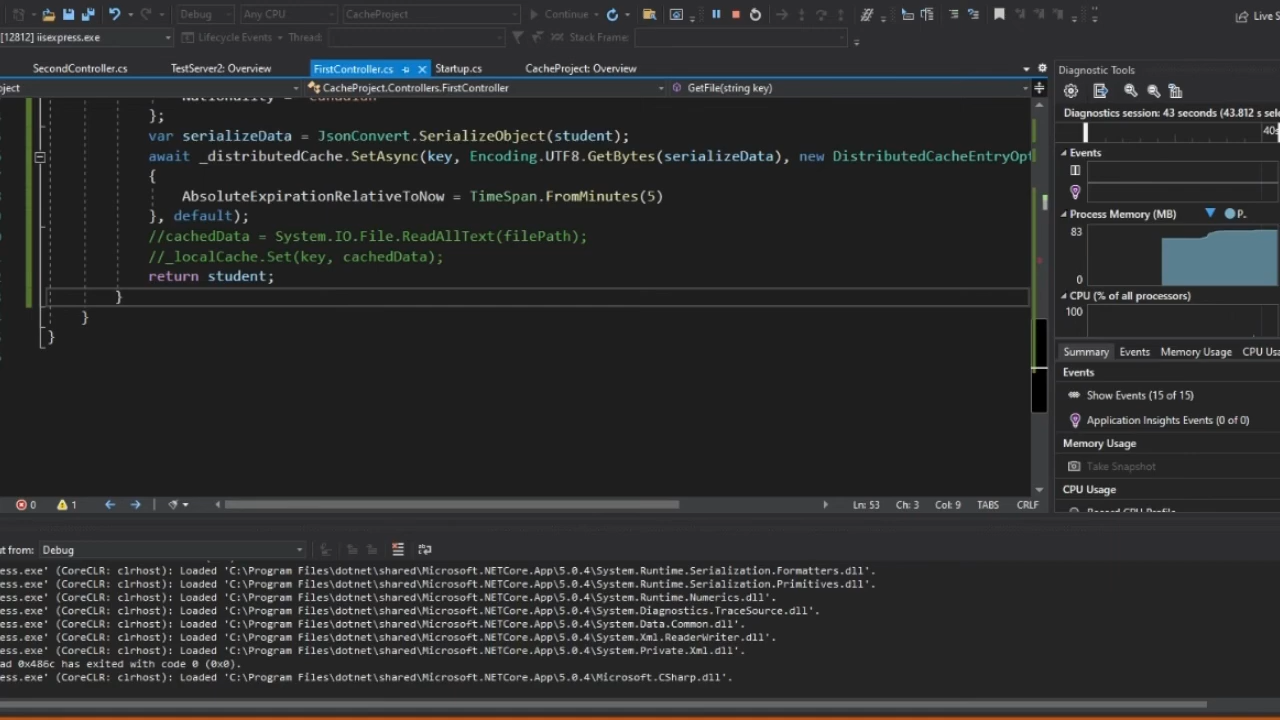 Debug Any CPU CacheProject Continue Live S
[12812] iisexpress.exe Lifecycle Events Thread: Stack Frame:
SecondController.cs TestServer2: Overview FirstController.cs Startup.cs CacheProject: Overview
oject CacheProject.Controllers.FirstController GetFile(string key)
Nationality = "Canadian"
};
var serializeData = JsonConvert.SerializeObject(student);
await _distributedCache.SetAsync(key, Encoding.UTF8.GetBytes(serializeData), new DistributedCacheEntryOpt
{
AbsoluteExpirationRelativeToNow = TimeSpan.FromMinutes(5)
}, default);
//cachedData = System.IO.File.ReadAllText(filePath);
//_localCache.Set(key, cachedData);
return student;
}
}
}
0 1 Ln: 53 Ch: 3 Col: 9 TABS CRLF
Diagnostic Tools
Diagnostics session: 43 seconds (43.812 s selec
40s
Events
Process Memory (MB) P..
83
0
CPU (% of all processors)
100
Summary Events Memory Usage CPU Usa
Events
Show Events (15 of 15)
Application Insights Events (0 of 0)
Memory Usage
Take Snapshot
CPU Usage
Record CPU Profile
ut from: Debug
ess.exe' (CoreCLR: clrhost): Loaded 'C:\Program Files\dotnet\shared\Microsoft.NETCore.App\5.0.4\System.Runtime.Serialization.Formatters.dll'.
ess.exe' (CoreCLR: clrhost): Loaded 'C:\Program Files\dotnet\shared\Microsoft.NETCore.App\5.0.4\System.Runtime.Serialization.Primitives.dll'.
ess.exe' (CoreCLR: clrhost): Loaded 'C:\Program Files\dotnet\shared\Microsoft.NETCore.App\5.0.4\System.Runtime.Numerics.dll'.
ess.exe' (CoreCLR: clrhost): Loaded 'C:\Program Files\dotnet\shared\Microsoft.NETCore.App\5.0.4\System.Diagnostics.TraceSource.dll'.
ess.exe' (CoreCLR: clrhost): Loaded 'C:\Program Files\dotnet\shared\Microsoft.NETCore.App\5.0.4\System.Data.Common.dll'.
ess.exe' (CoreCLR: clrhost): Loaded 'C:\Program Files\dotnet\shared\Microsoft.NETCore.App\5.0.4\System.Xml.ReaderWriter.dll'.
ess.exe' (CoreCLR: clrhost): Loaded 'C:\Program Files\dotnet\shared\Microsoft.NETCore.App\5.0.4\System.Private.Xml.dll'.
ad 0x486c has exited with code 0 (0x0).
ess.exe' (CoreCLR: clrhost): Loaded 'C:\Program Files\dotnet\shared\Microsoft.NETCore.App\5.0.4\Microsoft.CSharp.dll'.